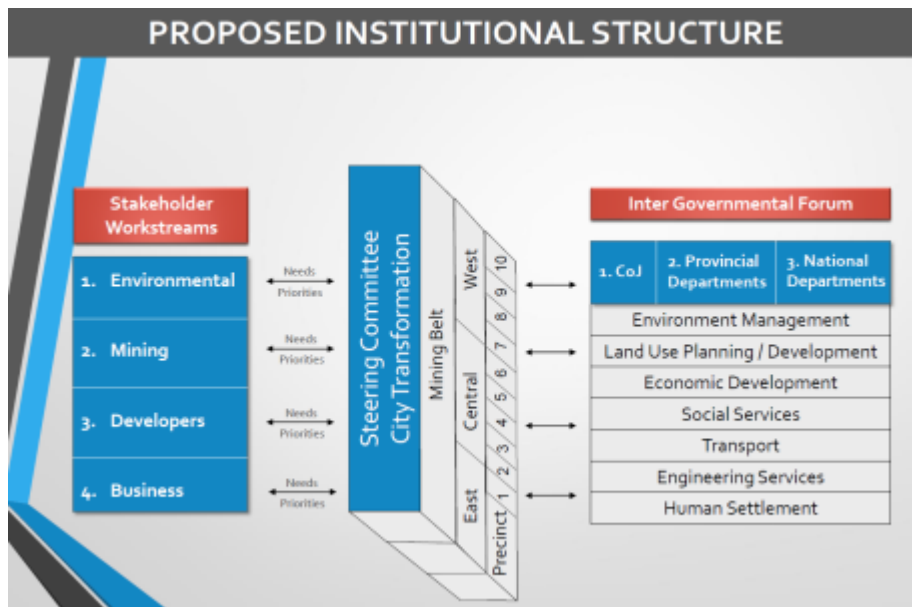 PROPOSED INSTITUTIONAL STRUCTURE
Stakeholder
Workstreams
1. Environmental
2. Mining
3. Developers
4. Business
Needs
Priorities
Needs
Priorities
Needs
Priorities
Needs
Priorities
Steering Committee
City Transformation
Mining Belt
West
Central
East
10
9
8
7
6
5
4
3
2
1
Precinct
Inter Governmental Forum
1. CoJ
2. Provincial
Departments
3. National
Departments
Environment Management
Land Use Planning / Development
Economic Development
Social Services
Transport
Engineering Services
Human Settlement